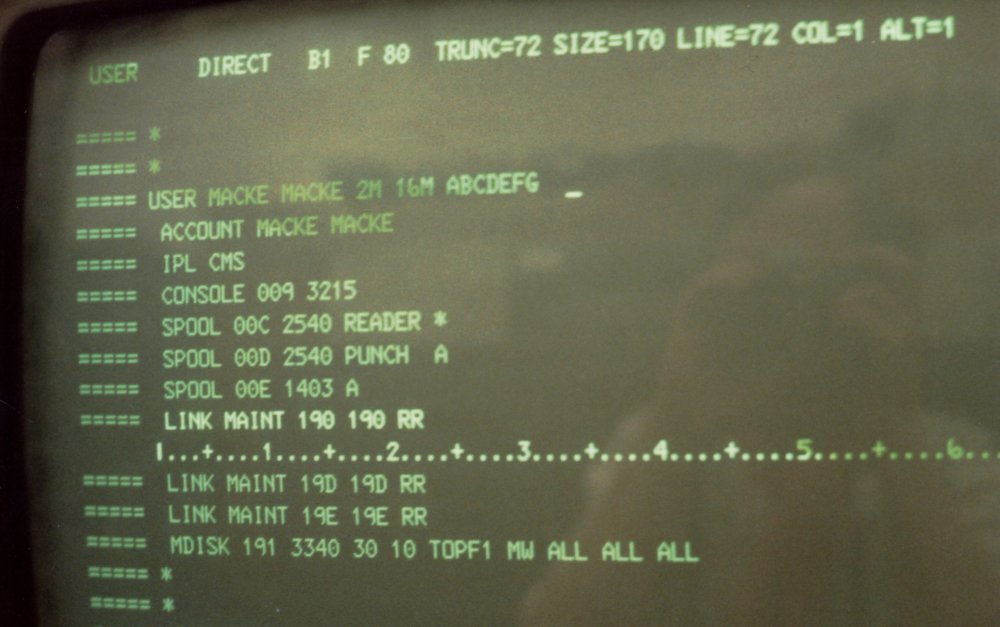 USER DIRECT B1 F 80 TRUNC=72 SIZE=170 LINE=72 COL=1 ALT=1
===== *
===== *
===== USER MACKE MACKE 2M 16M ABCDEFG _
===== ACCOUNT MACKE MACKE
===== IPL CMS
===== CONSOLE 009 3215
===== SPOOL 00C 2540 READER *
===== SPOOL 00D 2540 PUNCH A
===== SPOOL 00E 1403 A
===== LINK MAINT 190 190 RR
|...+....1....+....2....+....3....+....4....+....5....+....6...
===== LINK MAINT 19D 19D RR
===== LINK MAINT 19E 19E RR
===== MDISK 191 3340 30 10 TOPF1 MW ALL ALL ALL
===== *
===== *